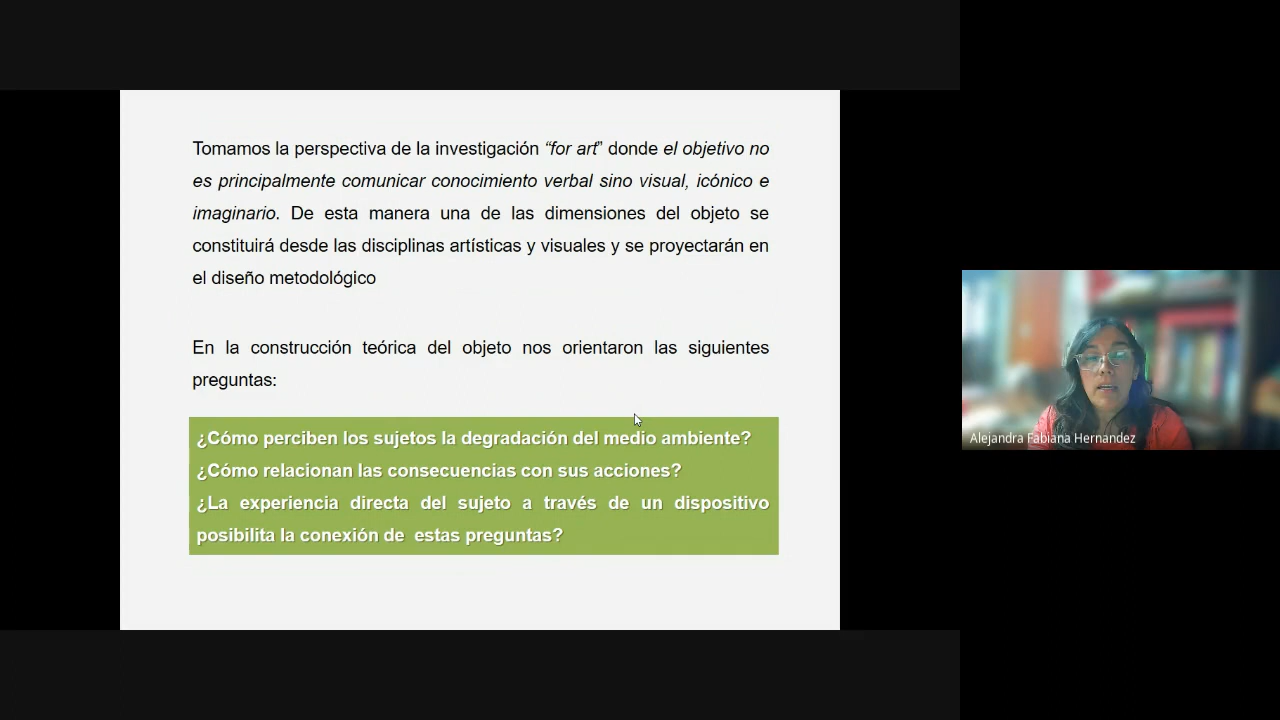 Tomamos la perspectiva de la investigación “for art” donde el objetivo no
es principalmente comunicar conocimiento verbal sino visual, icónico e
imaginario. De esta manera una de las dimensiones del objeto se
constituirá desde las disciplinas artísticas y visuales y se proyectarán en
el diseño metodológico
En la construcción teórica del objeto nos orientaron las siguientes
preguntas:
¿Cómo perciben los sujetos la degradación del medio ambiente?
¿Cómo relacionan las consecuencias con sus acciones?
¿La experiencia directa del sujeto a través de un dispositivo
posibilita la conexión de estas preguntas?
Alejandra Fabiana Hernandez